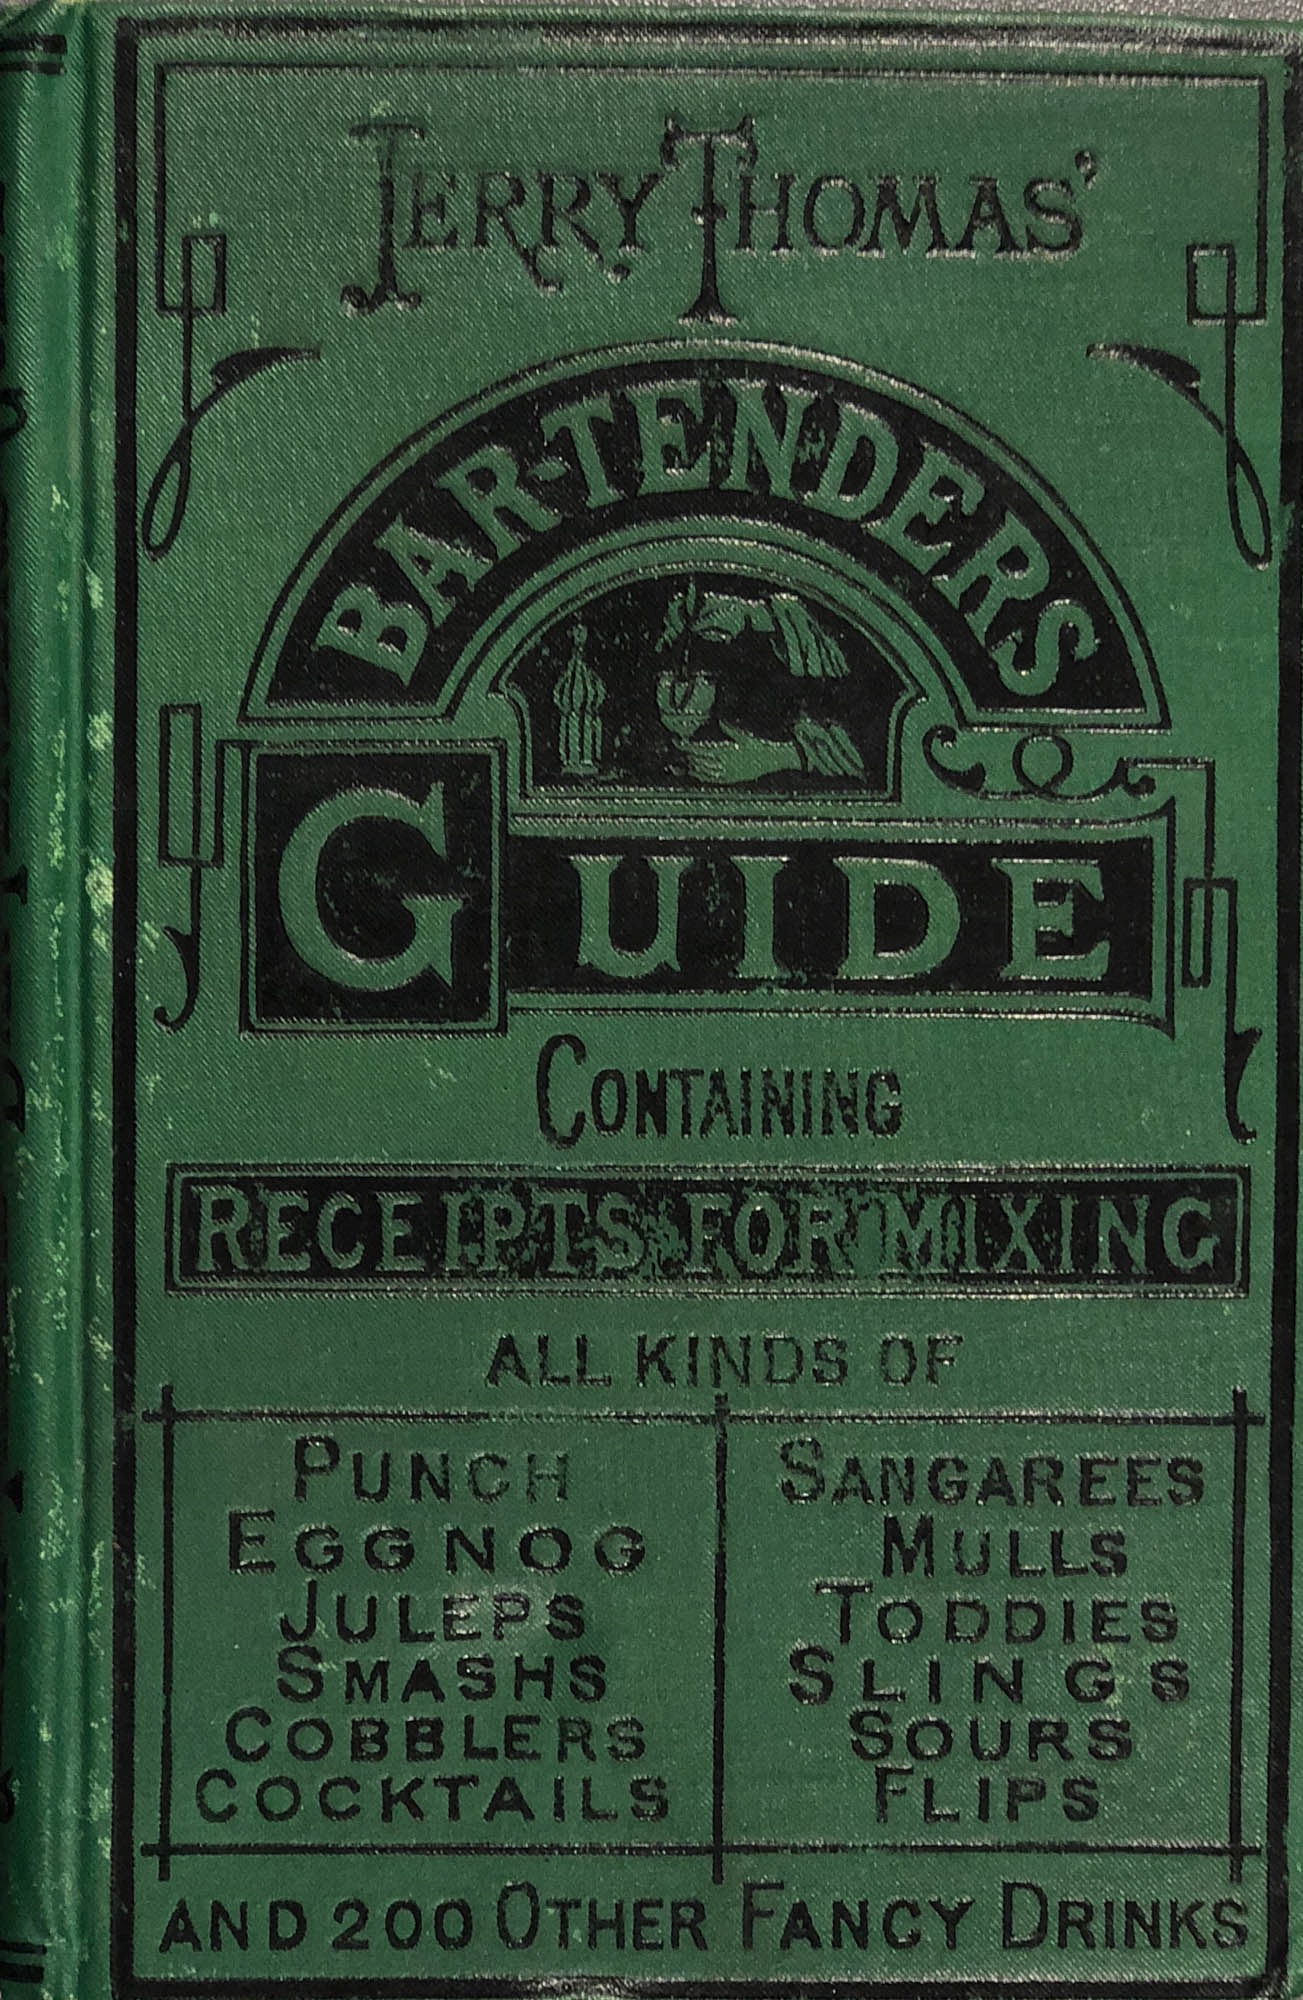 JERRY THOMAS'
BAR-TENDERS
GUIDE
CONTAINING
RECEIPTS FOR MIXING
ALL KINDS OF
PUNCH
EGGNOG
JULEPS
SMASHS
COBBLERS
COCKTAILS
SANGAREES
MULLS
TODDIES
SLINGS
SOURS
FLIPS
AND 200 OTHER FANCY DRINKS